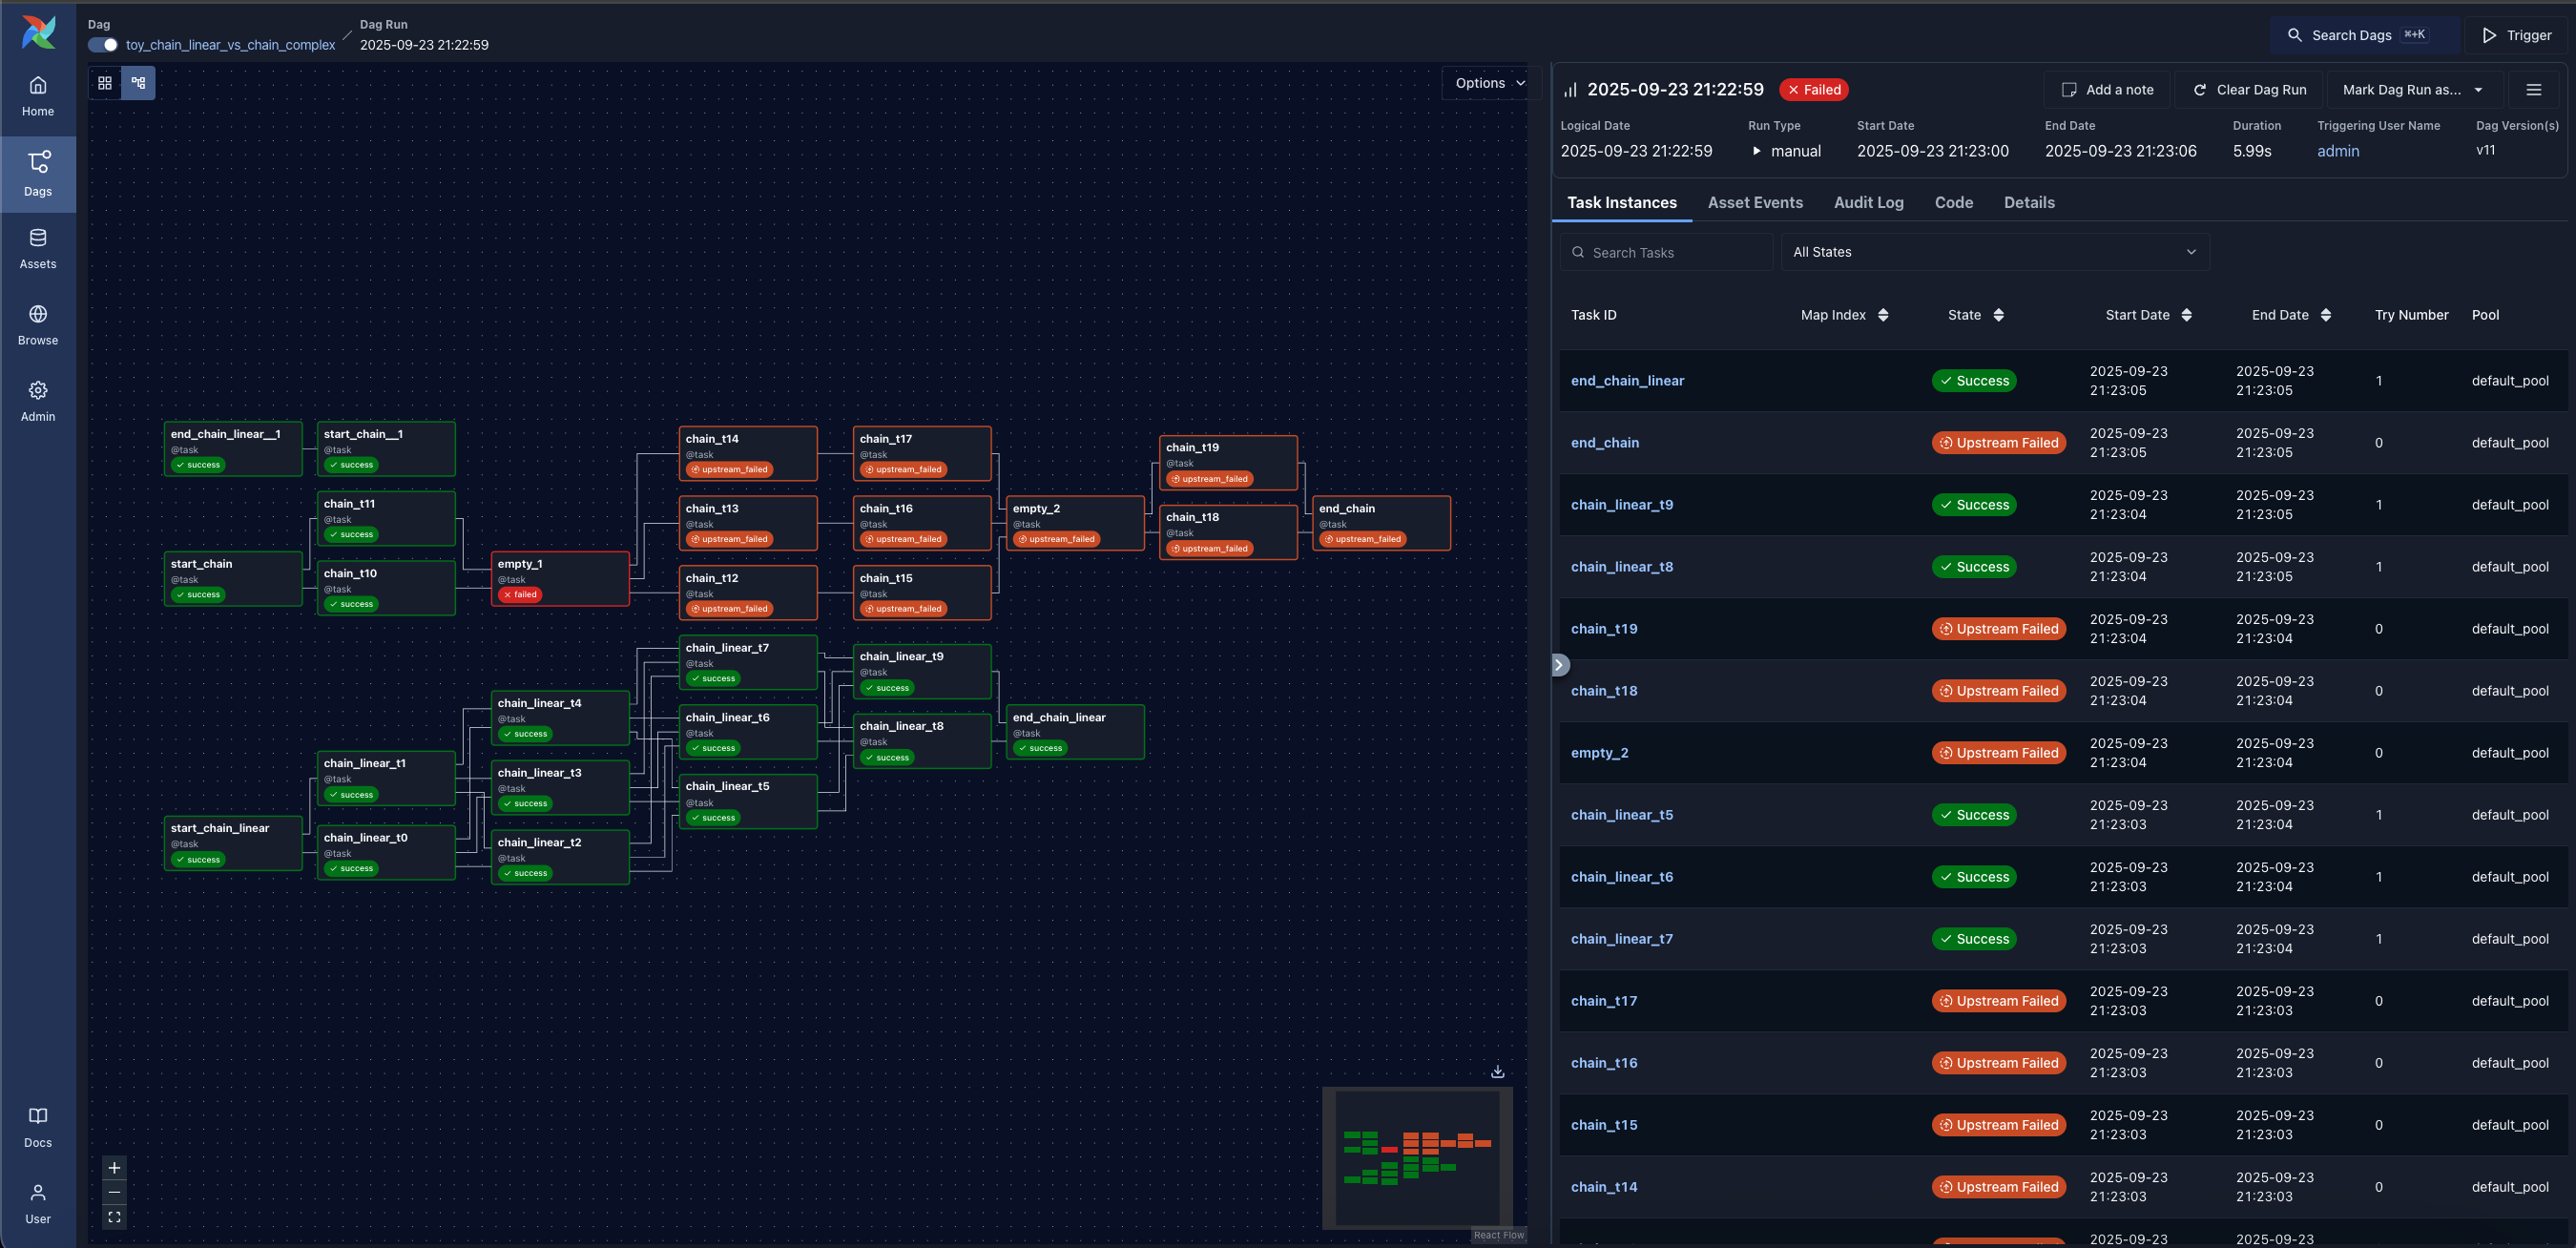 Dag
toy_chain_linear_vs_chain_complex
Dag Run
2025-09-23 21:22:59
Search Dags ⌘+K
Trigger
Home
Dags
Assets
Browse
Admin
Docs
User
Options
end_chain_linear__1
@task
success
start_chain__1
@task
success
chain_t11
@task
success
start_chain
@task
success
chain_t10
@task
success
empty_1
@task
failed
chain_t14
@task
upstream_failed
chain_t17
@task
upstream_failed
chain_t13
@task
upstream_failed
chain_t16
@task
upstream_failed
chain_t12
@task
upstream_failed
chain_t15
@task
upstream_failed
empty_2
@task
upstream_failed
chain_t19
@task
upstream_failed
chain_t18
@task
upstream_failed
end_chain
@task
upstream_failed
start_chain_linear
@task
success
chain_linear_t1
@task
success
chain_linear_t0
@task
success
chain_linear_t4
@task
success
chain_linear_t3
@task
success
chain_linear_t2
@task
success
chain_linear_t7
@task
success
chain_linear_t6
@task
success
chain_linear_t5
@task
success
chain_linear_t9
@task
success
chain_linear_t8
@task
success
end_chain_linear
@task
success
React Flow
2025-09-23 21:22:59 Failed
Add a note
Clear Dag Run
Mark Dag Run as...
Logical Date Run Type Start Date End Date Duration Triggering User Name Dag Version(s)
2025-09-23 21:22:59 manual 2025-09-23 21:23:00 2025-09-23 21:23:06 5.99s admin v11
Task Instances Asset Events Audit Log Code Details
Search Tasks
All States
Task ID Map Index State Start Date End Date Try Number Pool
end_chain_linear Success 2025-09-23 21:23:05 2025-09-23 21:23:05 1 default_pool
end_chain Upstream Failed 2025-09-23 21:23:05 2025-09-23 21:23:05 0 default_pool
chain_linear_t9 Success 2025-09-23 21:23:04 2025-09-23 21:23:05 1 default_pool
chain_linear_t8 Success 2025-09-23 21:23:04 2025-09-23 21:23:05 1 default_pool
chain_t19 Upstream Failed 2025-09-23 21:23:04 2025-09-23 21:23:04 0 default_pool
chain_t18 Upstream Failed 2025-09-23 21:23:04 2025-09-23 21:23:04 0 default_pool
empty_2 Upstream Failed 2025-09-23 21:23:04 2025-09-23 21:23:04 0 default_pool
chain_linear_t5 Success 2025-09-23 21:23:03 2025-09-23 21:23:04 1 default_pool
chain_linear_t6 Success 2025-09-23 21:23:03 2025-09-23 21:23:04 1 default_pool
chain_linear_t7 Success 2025-09-23 21:23:03 2025-09-23 21:23:04 1 default_pool
chain_t17 Upstream Failed 2025-09-23 21:23:03 2025-09-23 21:23:03 0 default_pool
chain_t16 Upstream Failed 2025-09-23 21:23:03 2025-09-23 21:23:03 0 default_pool
chain_t15 Upstream Failed 2025-09-23 21:23:03 2025-09-23 21:23:03 0 default_pool
chain_t14 Upstream Failed 2025-09-23 21:23:03 2025-09-23 21:23:03 0 default_pool
2025-09-23 2025-09-23